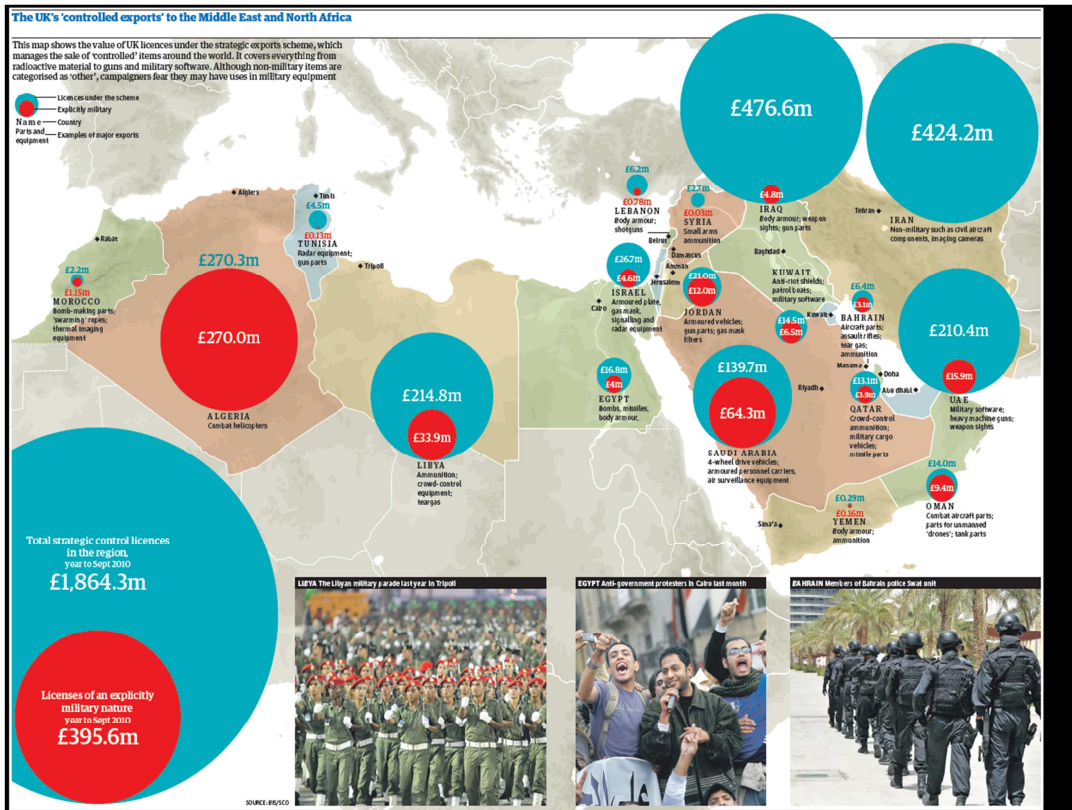 The UK's 'controlled exports' to the Middle East and North Africa
This map shows the value of UK licences under the strategic exports scheme, which
manages the sale of 'controlled' items around the world. It covers everything from
radioactive material to guns and military software. Although non-military items are
categorised as 'other', campaigners fear they may have uses in military equipment
Licences under the scheme
Explicitly military
Name
Country
Parts and
equipment
Examples of major exports
£476.6m
£4.8m
IRAQ
Body armour; weapon
sights; gun parts
Baghdad
£424.2m
Tehran
IRAN
Non-military such as civil aircraft
components, imaging cameras
£6.2m
£0.78m
LEBANON
Body armour;
shotguns
Beirut
£2.7m
£0.03m
SYRIA
Small arms
ammunition
Damascus
Amman
Jerusalem
Algiers
Tunis
£4.5m
£0.13m
TUNISIA
Radar equipment;
gun parts
Tripoli
Rabat
£2.2m
£1.15m
MOROCCO
Bomb-making parts;
'swarming' ropes;
thermal imaging
equipment
£270.3m
£270.0m
ALGERIA
Combat helicopters
£214.8m
£33.9m
LIBYA
Ammunition;
crowd-control
equipment;
teargas
£26.7m
£4.6m
ISRAEL
Armoured plate,
gas mask,
signalling and
radar equipment
Cairo
£16.8m
£4m
EGYPT
Bombs, missiles,
body armour,
£21.0m
£12.0m
JORDAN
Armoured vehicles;
gun parts; gas mask
filters
KUWAIT
Anti-riot shields;
patrol boats;
military software
Kuwait
£14.5m
£6.5m
£6.4m
£3.1m
BAHRAIN
Aircraft parts;
assault rifles;
tear gas;
ammunition
Manama
£210.4m
£15.9m
UAE
Military software;
heavy machine guns;
weapon sights
Abu dhabi
£139.7m
£64.3m
SAUDI ARABIA
4-wheel drive vehicles;
armoured personnel carriers,
air surveillance equipment
Riyadh
Doha
£13.1m
£3.9m
QATAR
Crowd-control
ammunition;
military cargo
vehicles;
missile parts
£14.0m
£9.4m
OMAN
Combat aircraft parts;
parts for unmanned
'drones'; tank parts
£0.29m
£0.16m
YEMEN
Body armour;
ammunition
Sana'a
Total strategic control licences
in the region,
year to Sept 2010
£1,864.3m
Licenses of an explicitly
military nature
year to Sept 2010
£395.6m
SOURCE: BIS/SCO
LIBYA The Libyan military parade last year in Tripoli
EGYPT Anti-government protesters in Cairo last month
BAHRAIN Members of Bahrain police Swat unit